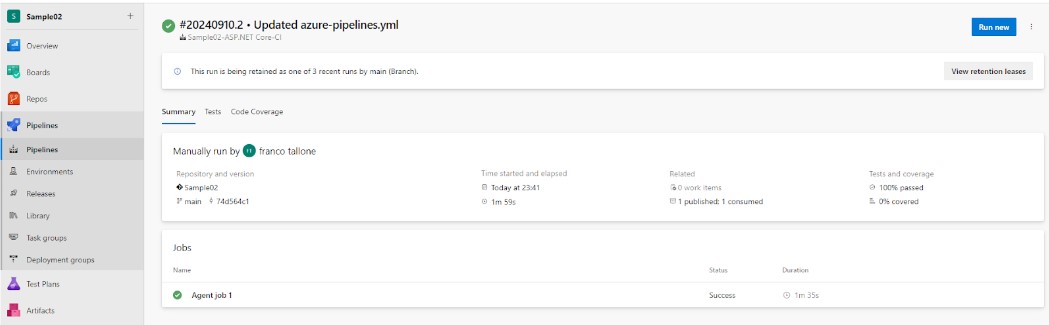 S Sample02 +
#20240910.2 • Updated azure-pipelines.yml
Sample02-ASP.NET Core-CI
Run new
Overview
Boards
Repos
Pipelines
Pipelines
Environments
Releases
Library
Task groups
Deployment groups
Test Plans
Artifacts
This run is being retained as one of 3 recent runs by main (Branch).
View retention leases
Summary Tests Code Coverage
Manually run by FT franco tallone
Repository and version
Sample02
main 74d564c1
Time started and elapsed
Today at 23:41
1m 59s
Related
0 work items
1 published; 1 consumed
Tests and coverage
100% passed
0% covered
Jobs
Name Status Duration
Agent job 1 Success 1m 35s